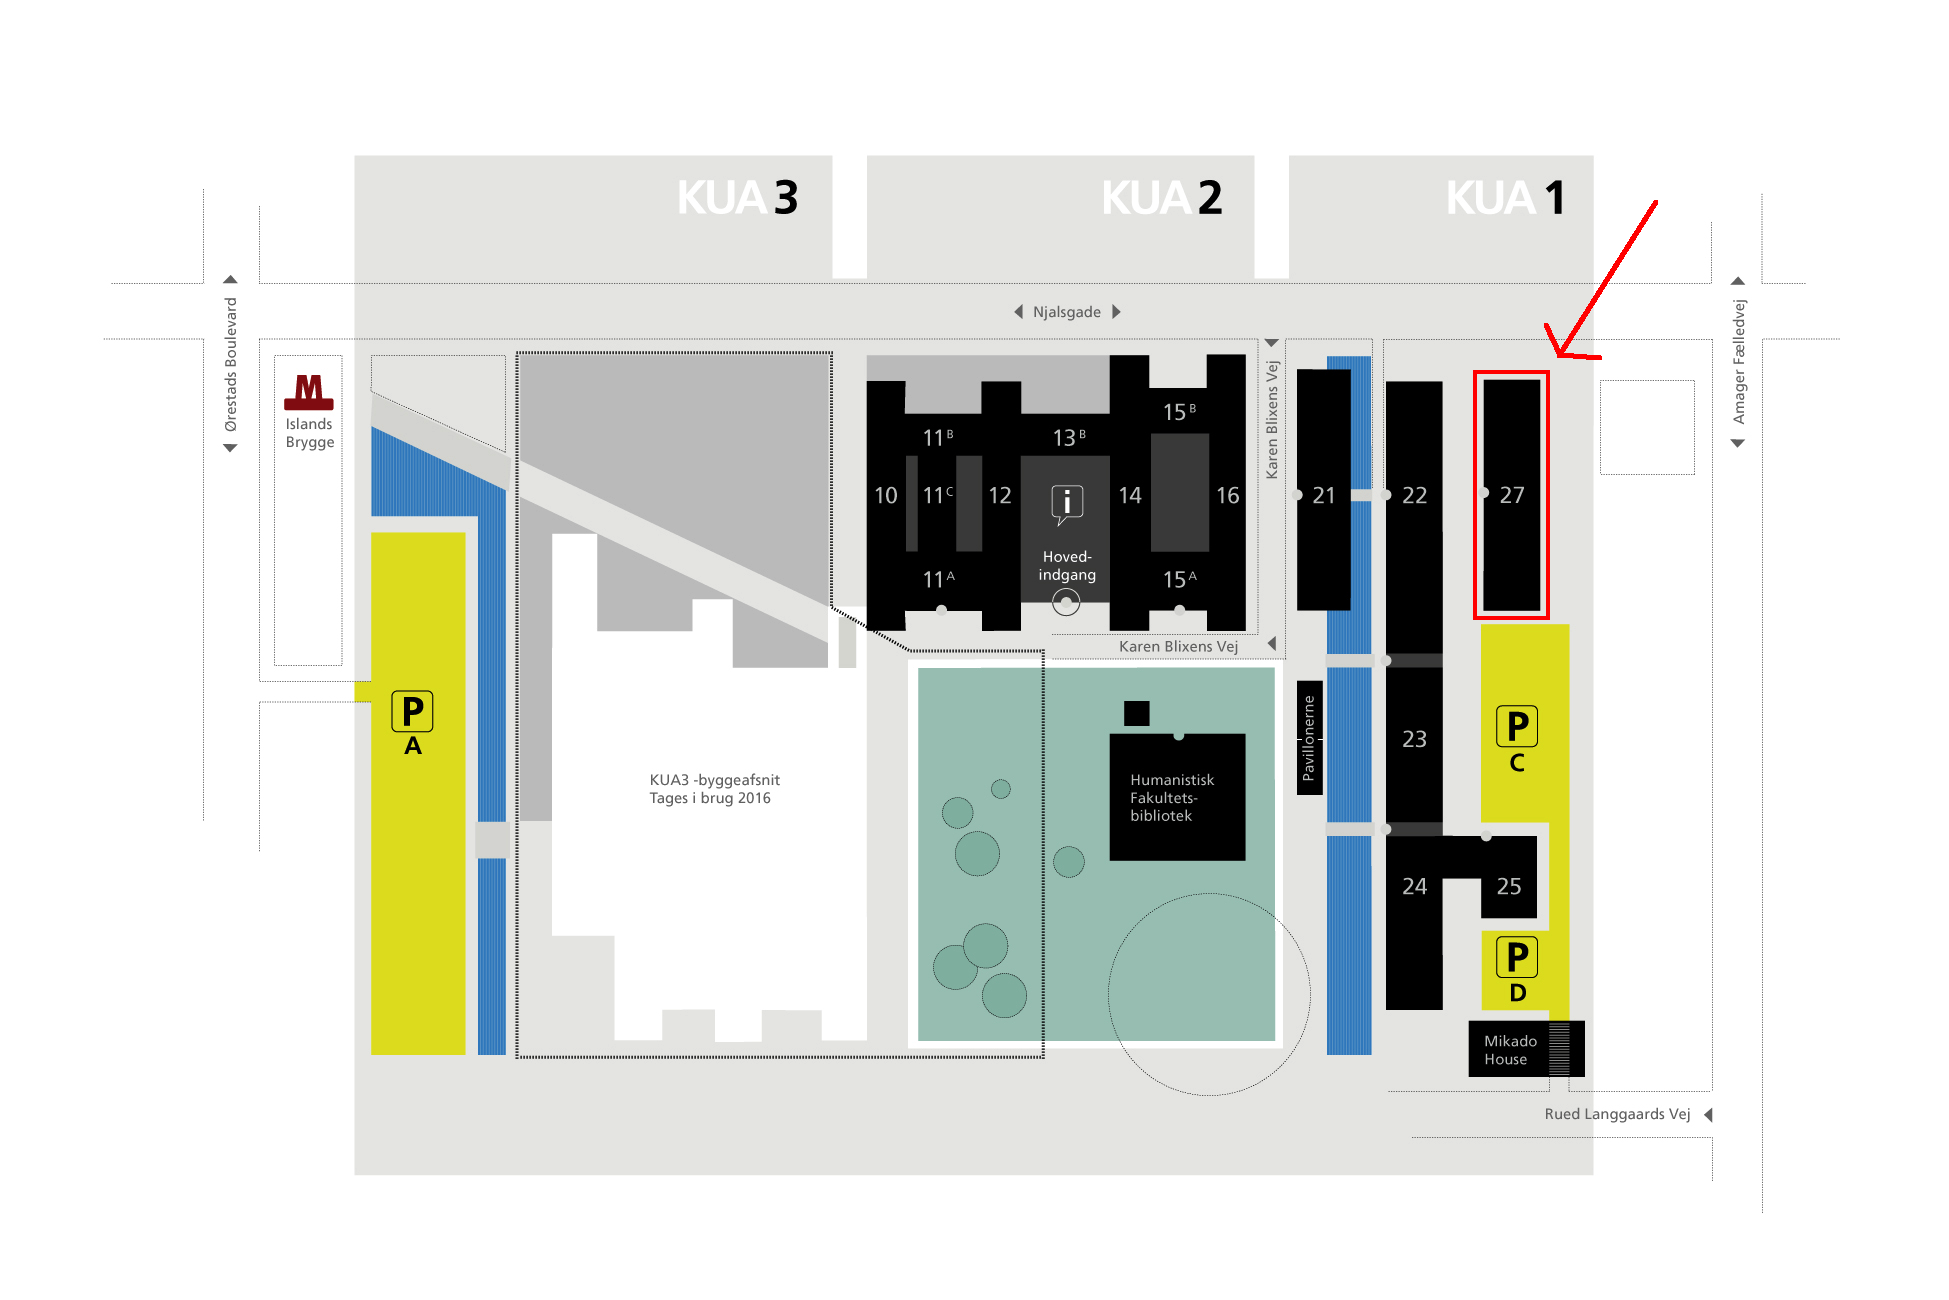 KUA 3
KUA 2
KUA 1
Njalsgade
Ørestads Boulevard
Amager Fælledvej
Karen Blixens Vej
M
Islands
Brygge
15 B
11 B
13 B
10
11 C
12
i
14
16
21
22
27
Hoved-
indgang
11 A
15 A
Karen Blixens Vej
P
A
KUA3 -byggeafsnit
Tages i brug 2016
Humanistisk
Fakultets-
bibliotek
Pavillonerne
23
P
C
24
25
P
D
Mikado
House
Rued Langgaards Vej